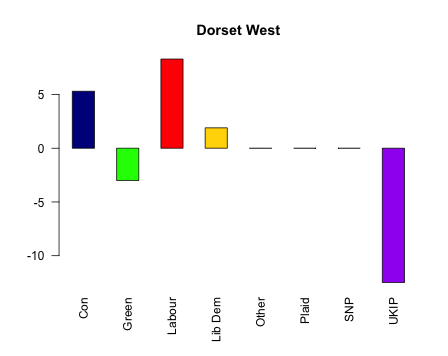 Dorset West
5
0
-5
-10
Con
Green
Labour
Lib Dem
Other
Plaid
SNP
UKIP